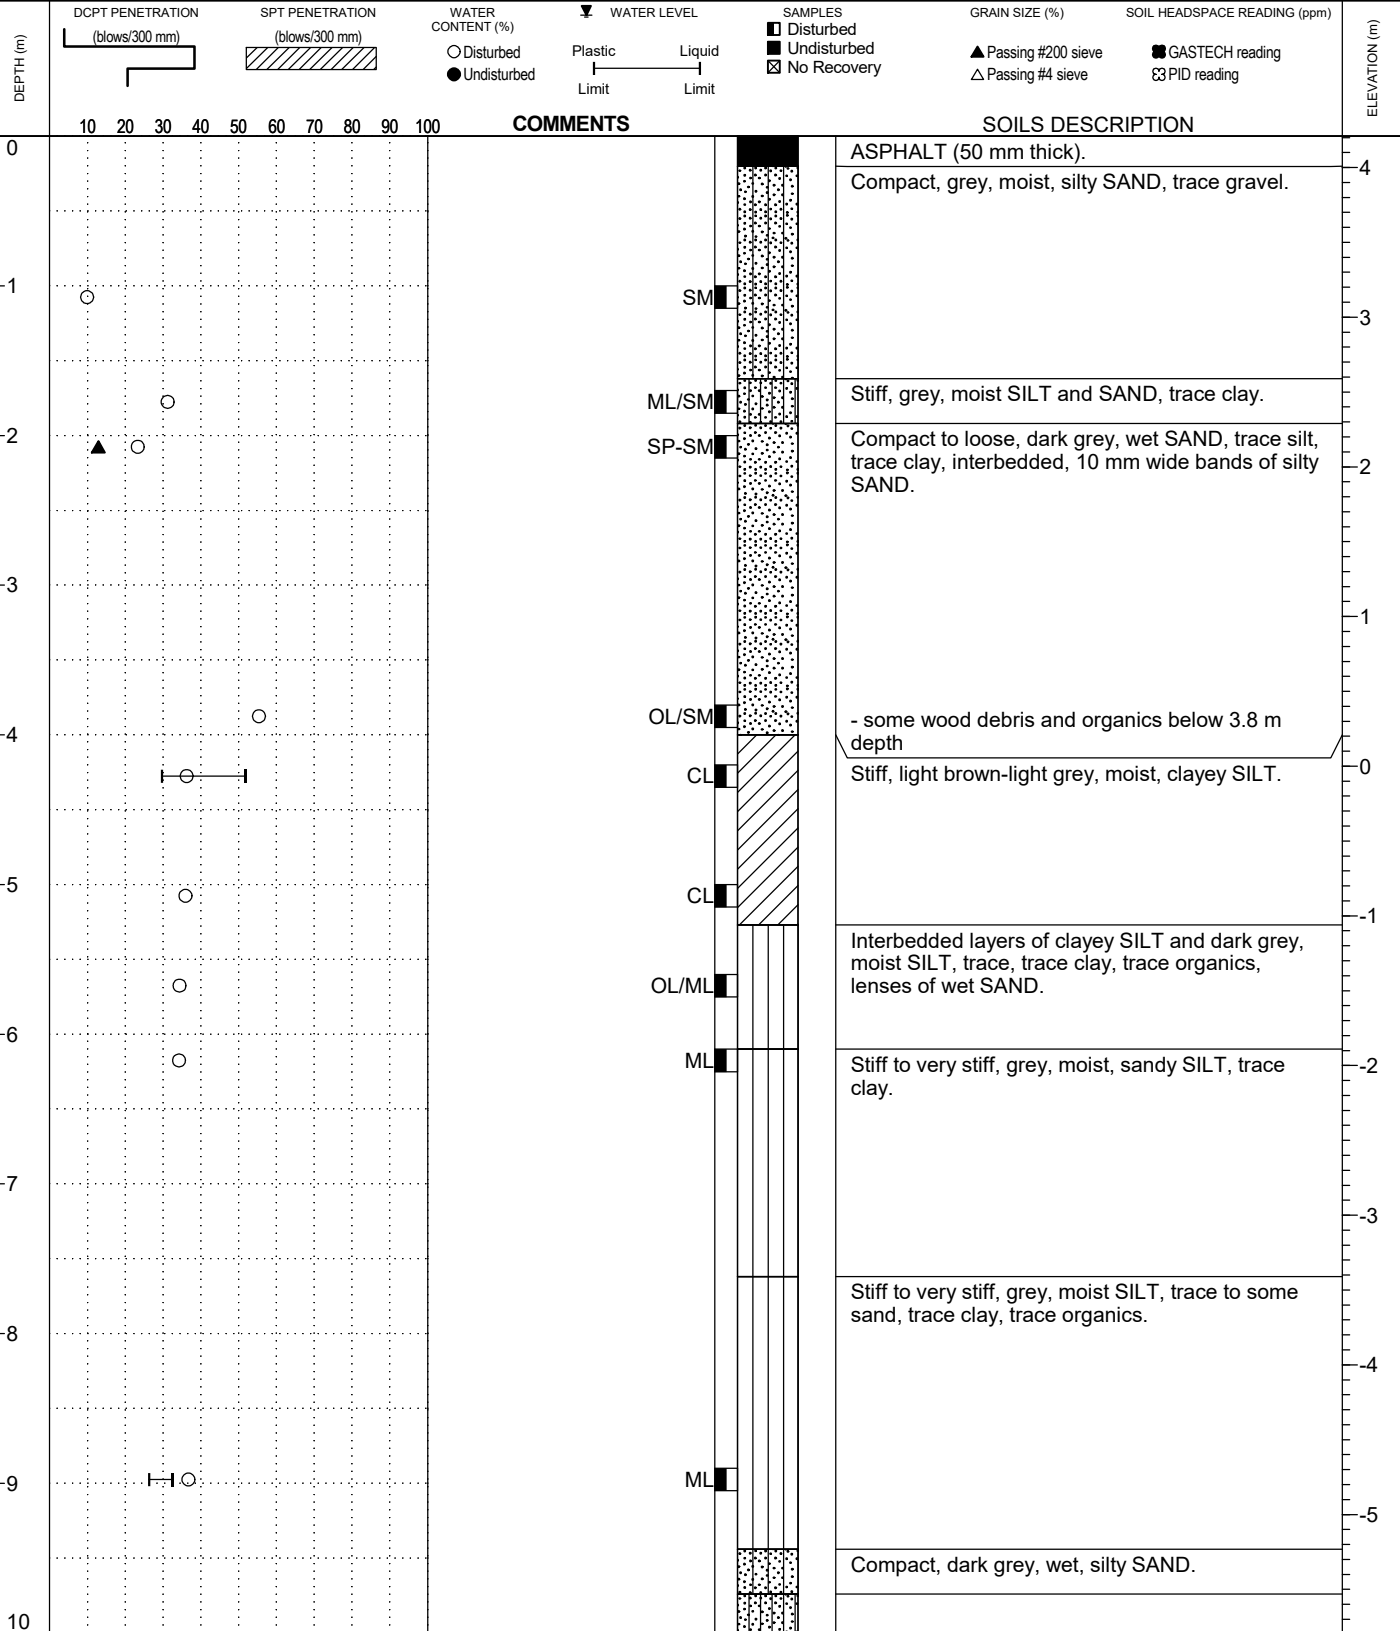 DCPT PENETRATION
(blows/300 mm)
SPT PENETRATION
(blows/300 mm)
WATER
CONTENT (%)
Disturbed
Undisturbed
WATER LEVEL
Plastic Liquid
Limit Limit
SAMPLES
Disturbed
Undisturbed
No Recovery
GRAIN SIZE (%)
Passing #200 sieve
Passing #4 sieve
SOIL HEADSPACE READING (ppm)
GASTECH reading
PID reading
DEPTH (m)
ELEVATION (m)
10 20 30 40 50 60 70 80 90 100
COMMENTS
SOILS DESCRIPTION
0
ASPHALT (50 mm thick).
4
Compact, grey, moist, silty SAND, trace gravel.
1
SM
3
Stiff, grey, moist SILT and SAND, trace clay.
ML/SM
2
SP-SM
Compact to loose, dark grey, wet SAND, trace silt,
trace clay, interbedded, 10 mm wide bands of silty
SAND.
2
3
1
OL/SM
- some wood debris and organics below 3.8 m
depth
4
CL
Stiff, light brown-light grey, moist, clayey SILT.
0
5
CL
-1
Interbedded layers of clayey SILT and dark grey,
moist SILT, trace, trace clay, trace organics,
lenses of wet SAND.
OL/ML
6
ML
Stiff to very stiff, grey, moist, sandy SILT, trace
clay.
-2
7
-3
Stiff to very stiff, grey, moist SILT, trace to some
sand, trace clay, trace organics.
8
-4
9
ML
-5
Compact, dark grey, wet, silty SAND.
10